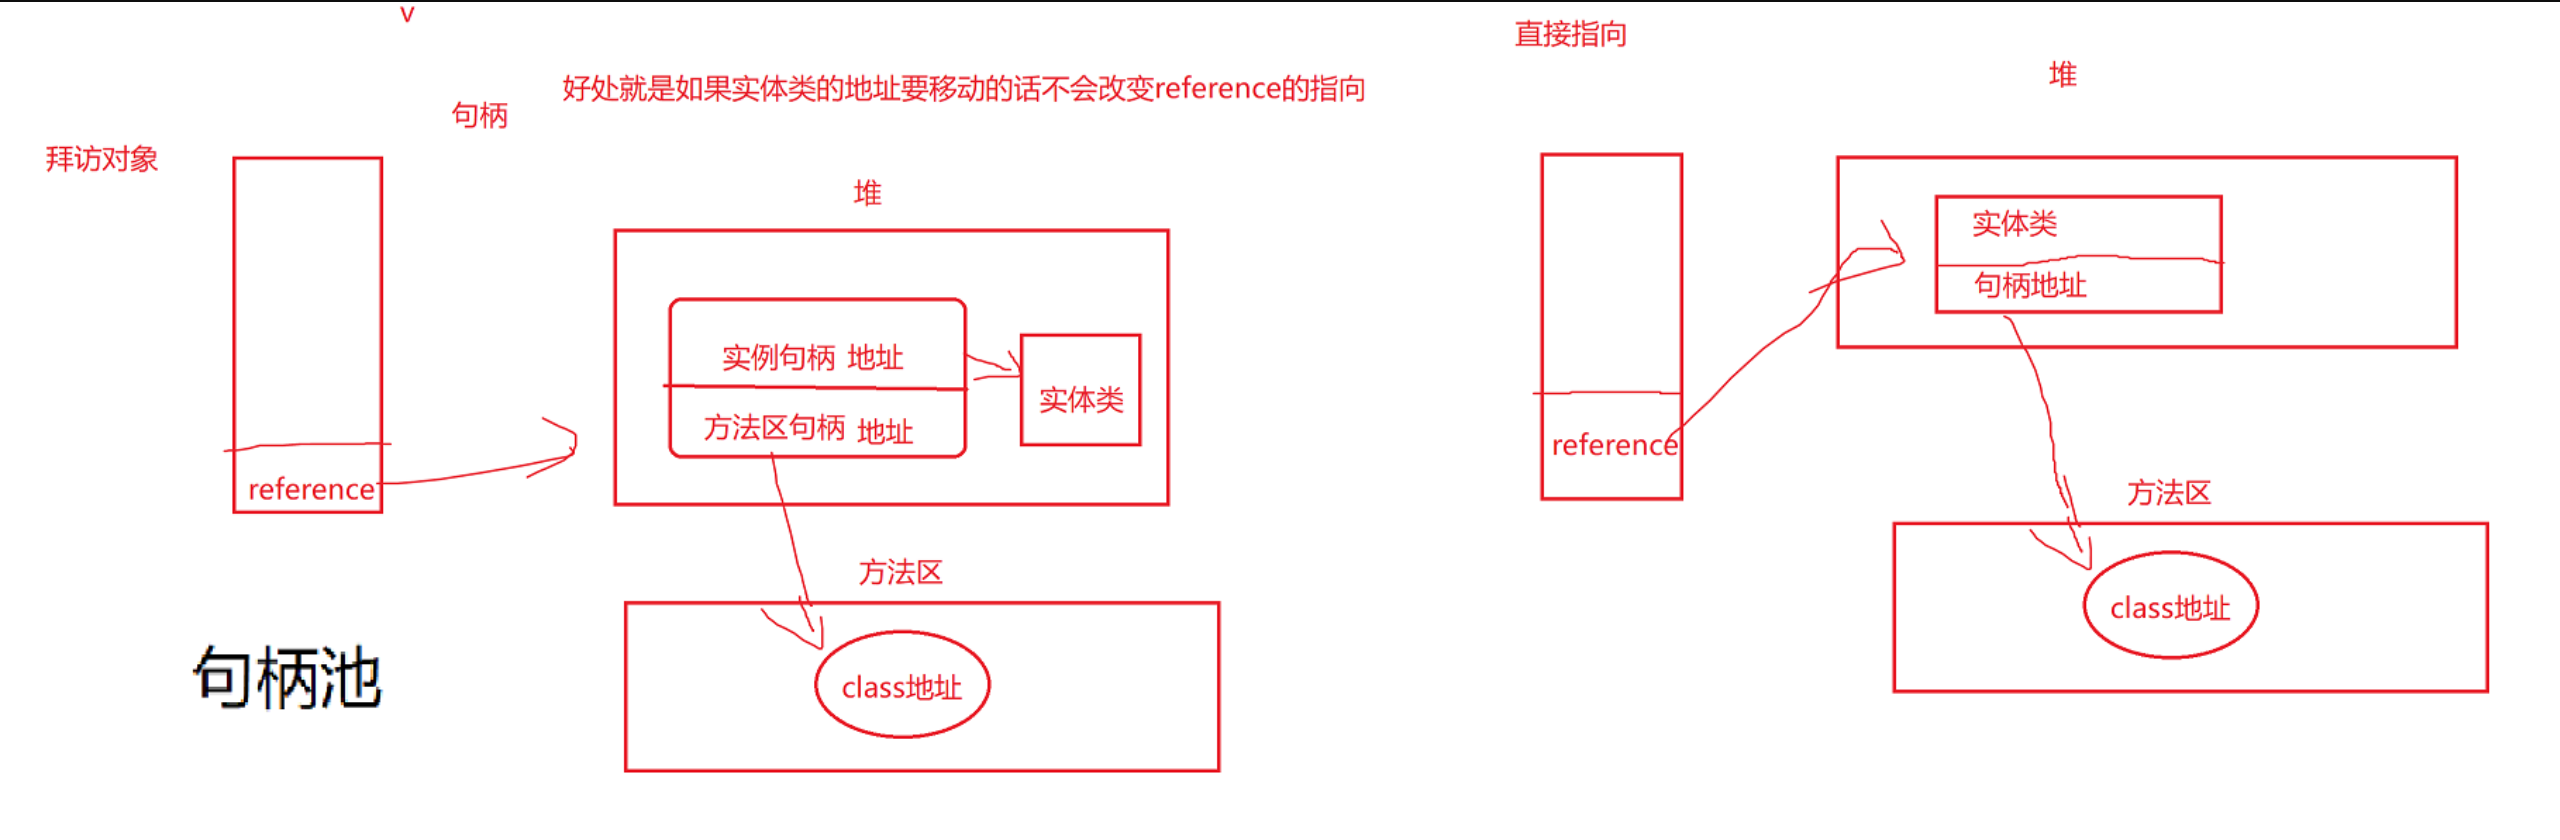 v
好处就是如果实体类的地址要移动的话不会改变reference的指向
句柄
拜访对象
堆
实例句柄 地址
方法区句柄 地址
实体类
reference
方法区
class地址
句柄池
直接指向
堆
实体类
句柄地址
reference
方法区
class地址